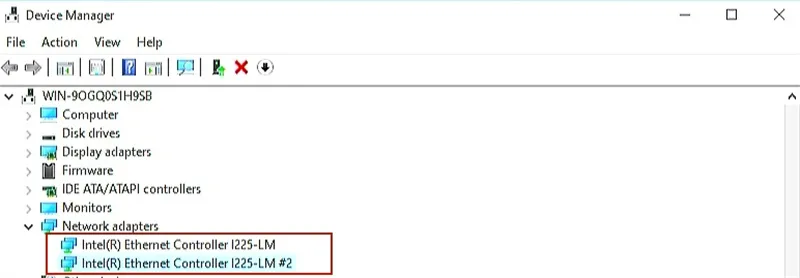 Device Manager
File Action View Help
WIN-9OGQ0S1H9SB
Computer
Disk drives
Display adapters
Firmware
IDE ATA/ATAPI controllers
Monitors
Network adapters
Intel(R) Ethernet Controller I225-LM
Intel(R) Ethernet Controller I225-LM #2